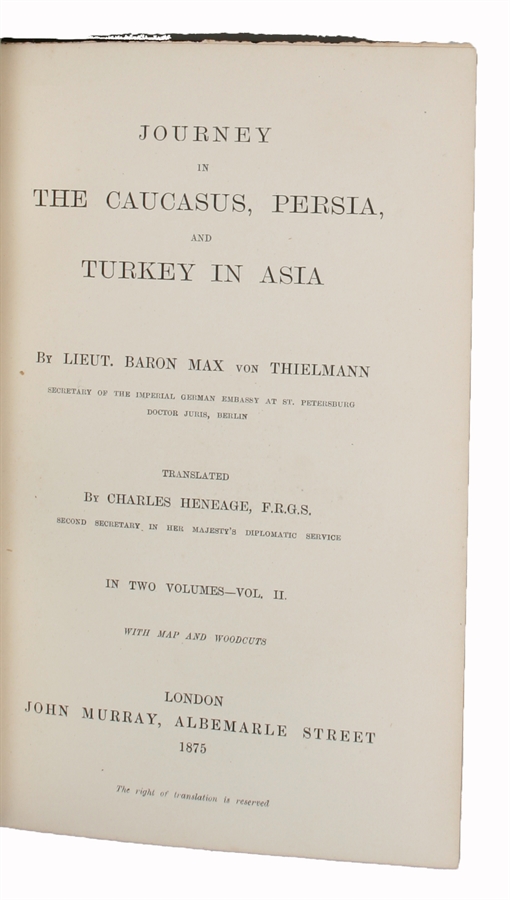 JOURNEY
IN
THE CAUCASUS, PERSIA,
AND
TURKEY IN ASIA
By LIEUT. BARON MAX von THIELMANN
SECRETARY OF THE IMPERIAL GERMAN EMBASSY AT ST. PETERSBURG
DOCTOR JURIS, BERLIN
TRANSLATED
By CHARLES HENEAGE, F.R.G.S.
SECOND SECRETARY IN HER MAJESTY'S DIPLOMATIC SERVICE
IN TWO VOLUMES—VOL. II.
WITH MAP AND WOODCUTS
LONDON
JOHN MURRAY, ALBEMARLE STREET
1875
The right of translation is reserved